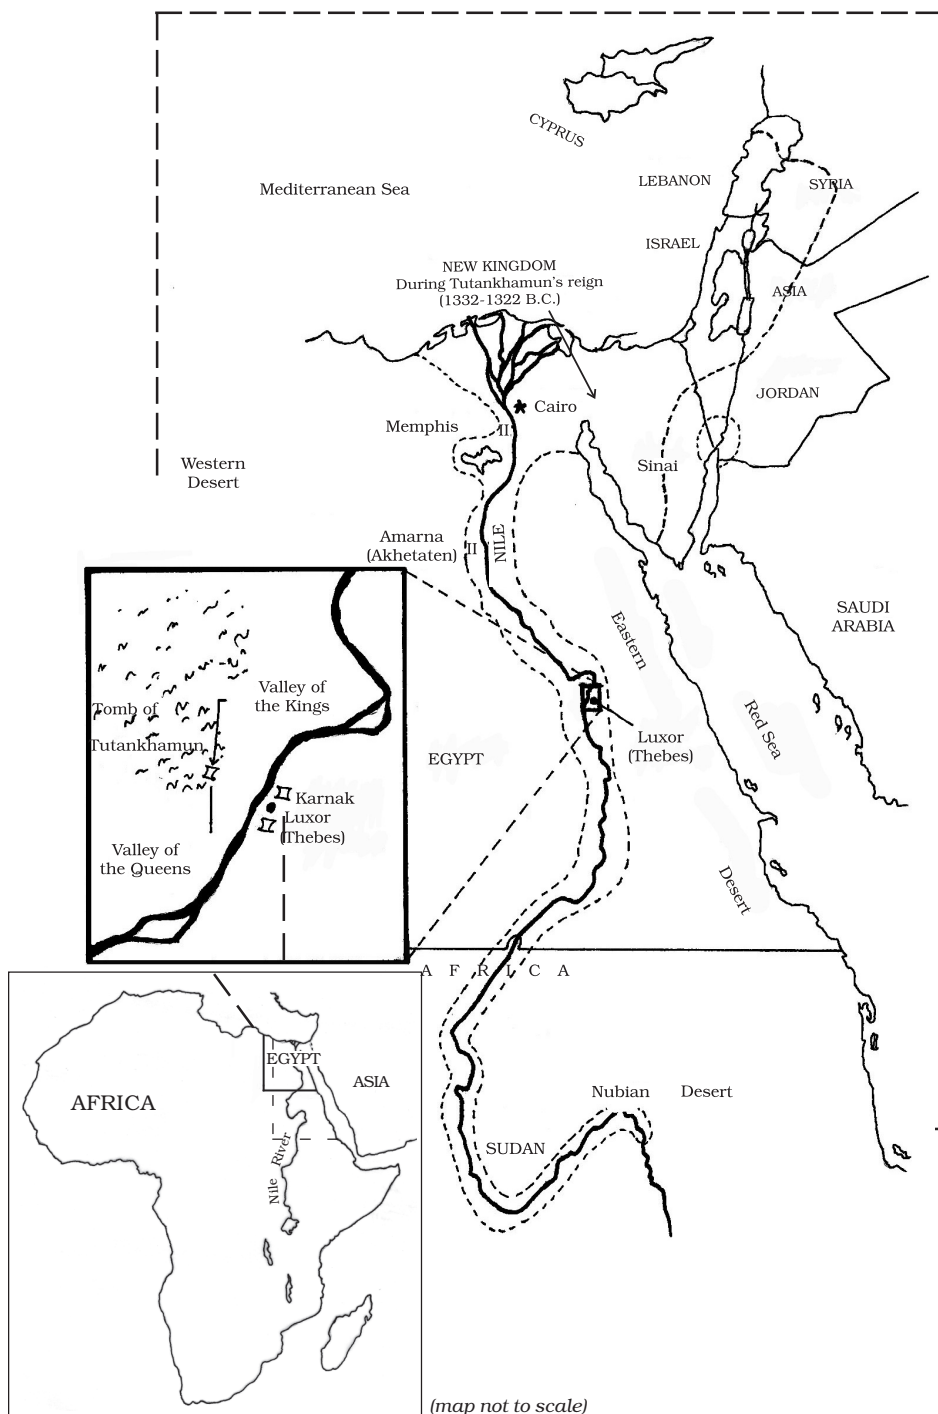 CYPRUS
Mediterranean Sea
LEBANON
SYRIA
ISRAEL
NEW KINGDOM
During Tutankhamun's reign
(1332-1322 B.C.)
ASIA
JORDAN
Cairo
Memphis
II
Sinai
Western
Desert
Amarna
(Akhetaten)
II
NILE
SAUDI
ARABIA
Eastern
Desert
Red Sea
Luxor
(Thebes)
EGYPT
Valley of
the Kings
Tomb of
Tutankhamun
Karnak
Luxor
(Thebes)
Valley of
the Queens
A F R I C A
Nubian Desert
SUDAN
EGYPT
ASIA
AFRICA
Nile River
(map not to scale)